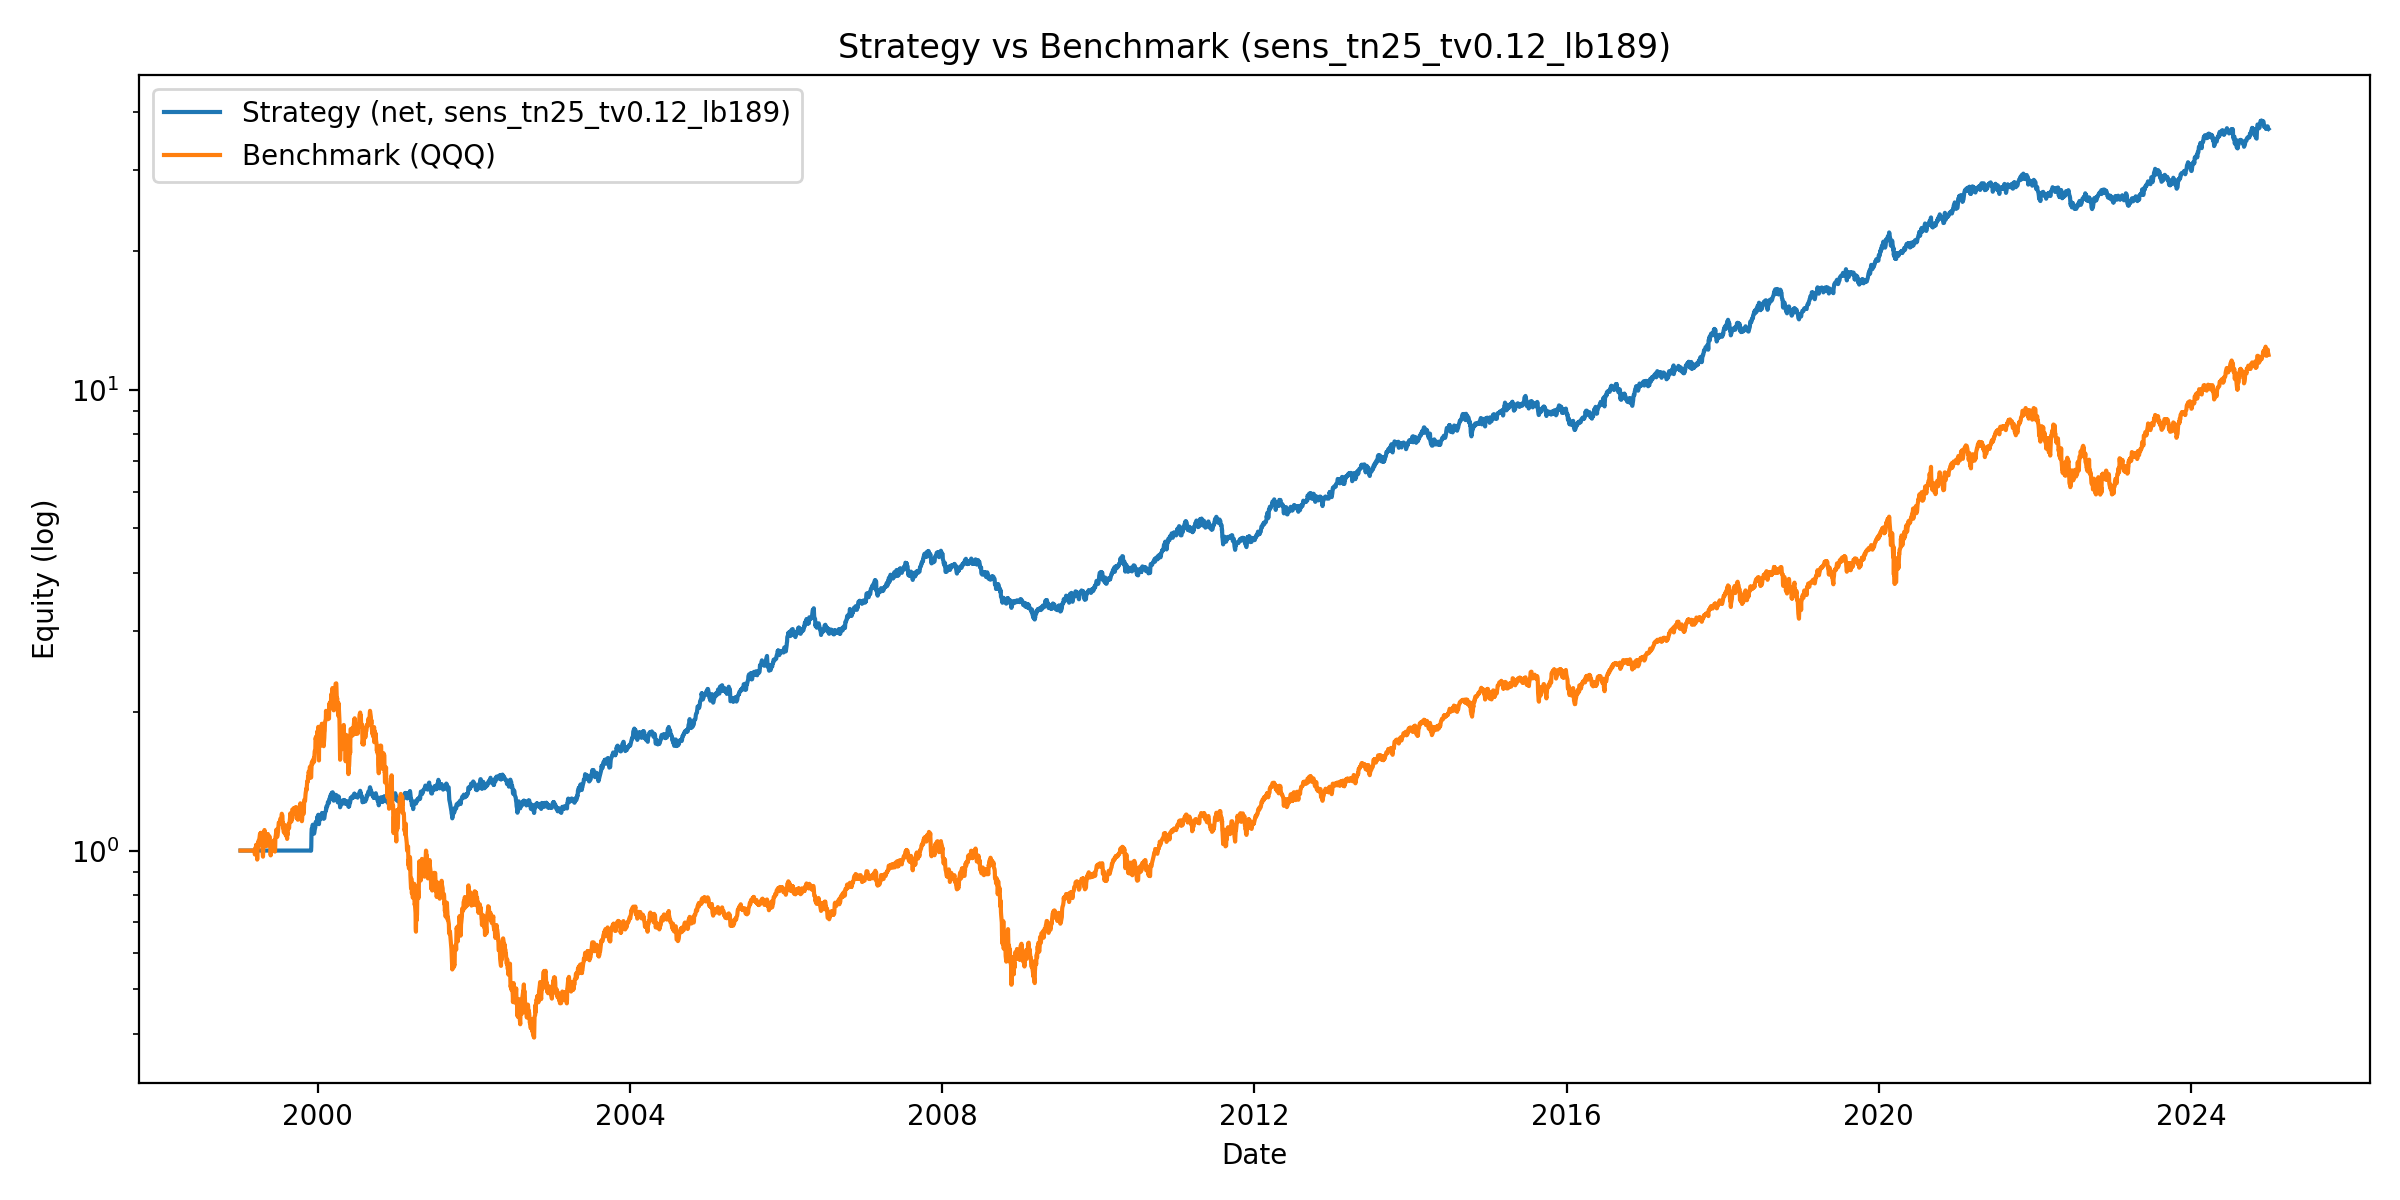 Strategy vs Benchmark (sens_tn25_tv0.12_lb189)
Strategy (net, sens_tn25_tv0.12_lb189)
Benchmark (QQQ)
Equity (log)
10¹
10⁰
2000 2004 2008 2012 2016 2020 2024
Date